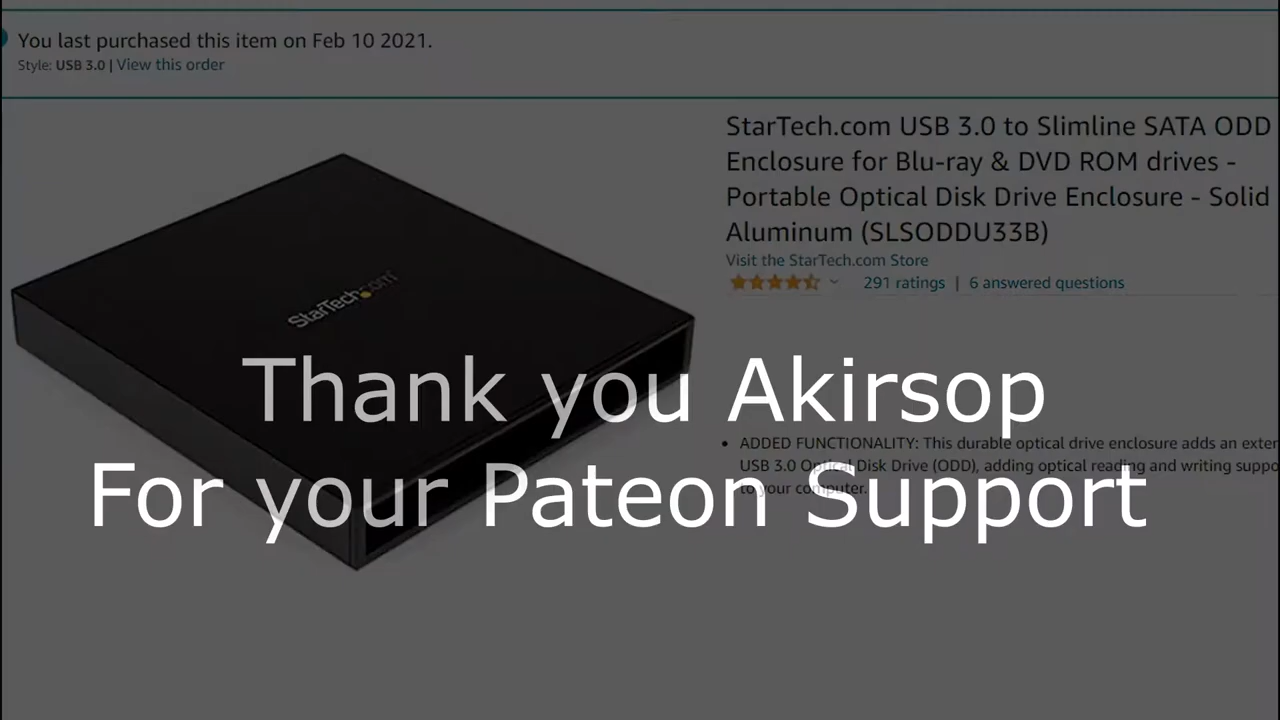 You last purchased this item on Feb 10 2021.
Style: USB 3.0 | View this order
StarTech.com USB 3.0 to Slimline SATA ODD
Enclosure for Blu-ray & DVD ROM drives -
Portable Optical Disk Drive Enclosure - Solid
Aluminum (SLSODDU33B)
Visit the StarTech.com Store
291 ratings | 6 answered questions
StarTech.com
Thank you Akirsop
• ADDED FUNCTIONALITY: This durable optical drive enclosure adds an exter
USB 3.0 Optical Disk Drive (ODD), adding optical reading and writing suppo
to your computer.
For your Pateon Support